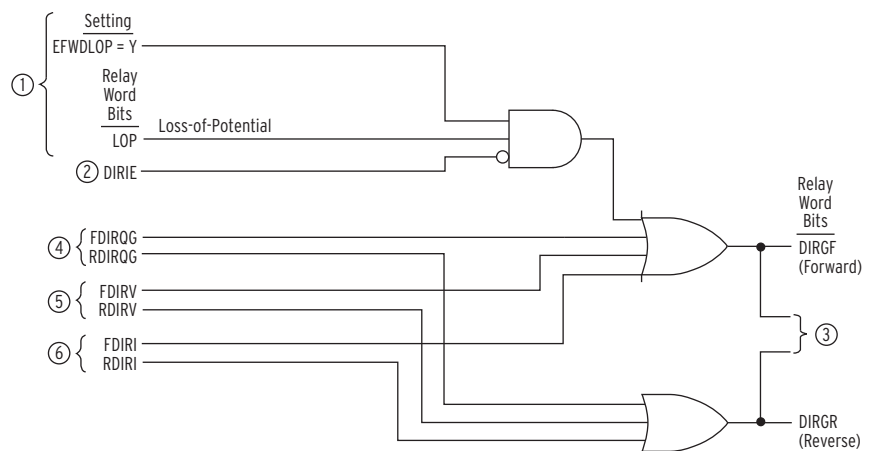 Setting
EFWDLOP = Y
①
Relay
Word
Bits
LOP
Loss-of-Potential
② DIRIE
Relay
Word
Bits
④
FDIRQG
RDIRQG
DIRGF
(Forward)
⑤
FDIRV
RDIRV
③
⑥
FDIRI
RDIRI
DIRGR
(Reverse)